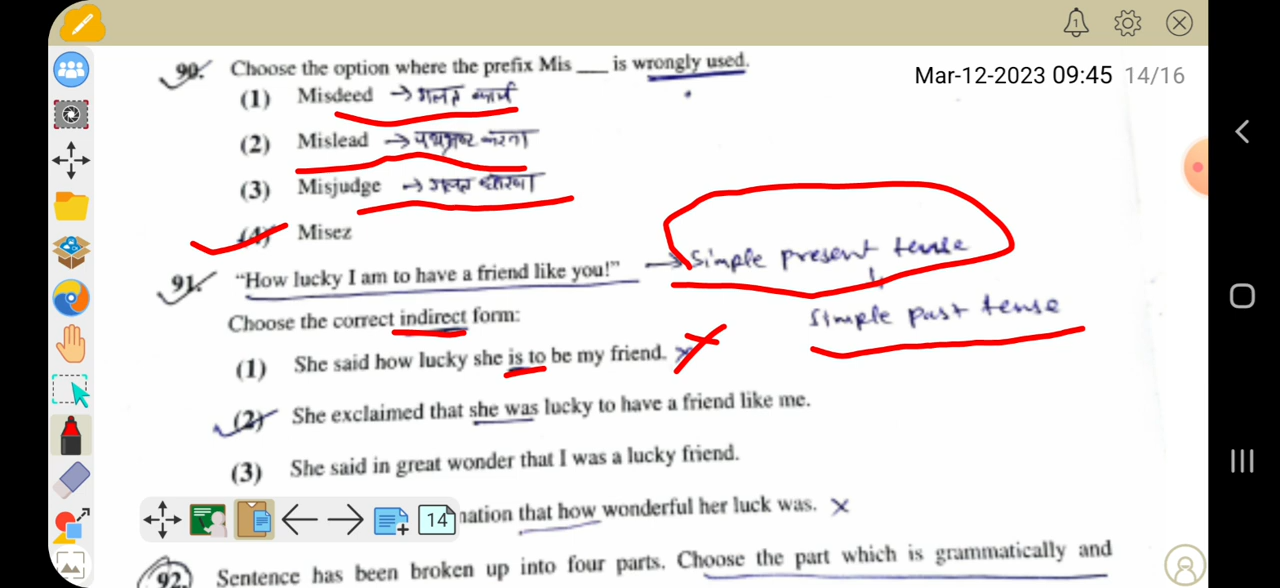 1
Mar-12-2023 09:45 14/16
90. Choose the option where the prefix Mis ___ is wrongly used.
(1) Misdeed → गलत कार्य
(2) Mislead → पथभ्रष्ट करना
(3) Misjudge → गलत
(4) Misez
91. “How lucky I am to have a friend like you!” → Simple present tense
Choose the correct indirect form: Simple past tense
(1) She said how lucky she is to be my friend. ×
(2) She exclaimed that she was lucky to have a friend like me.
(3) She said in great wonder that I was a lucky friend.
14 nation that how wonderful her luck was. ×
92. Sentence has been broken up into four parts. Choose the part which is grammatically and